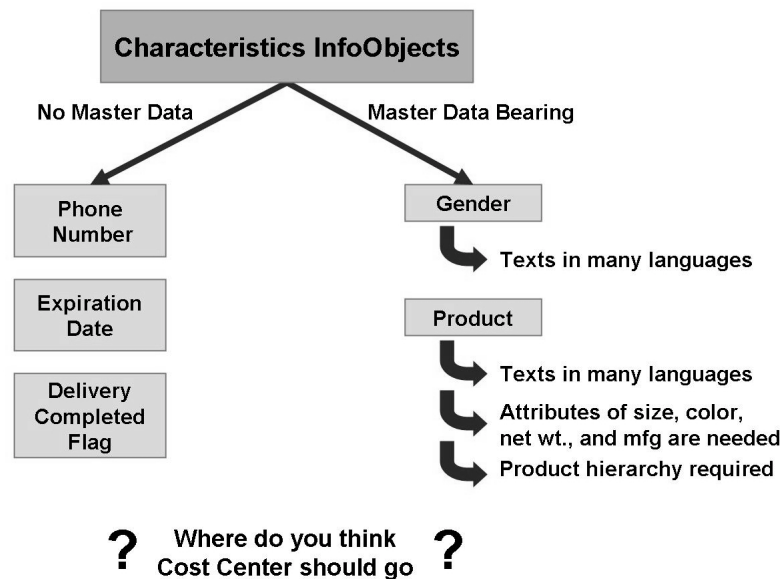 Characteristics InfoObjects
No Master Data
Master Data Bearing
Phone
Number
Expiration
Date
Delivery
Completed
Flag
Gender
Texts in many languages
Product
Texts in many languages
Attributes of size, color,
net wt., and mfg are needed
Product hierarchy required
? Where do you think ?
Cost Center should go